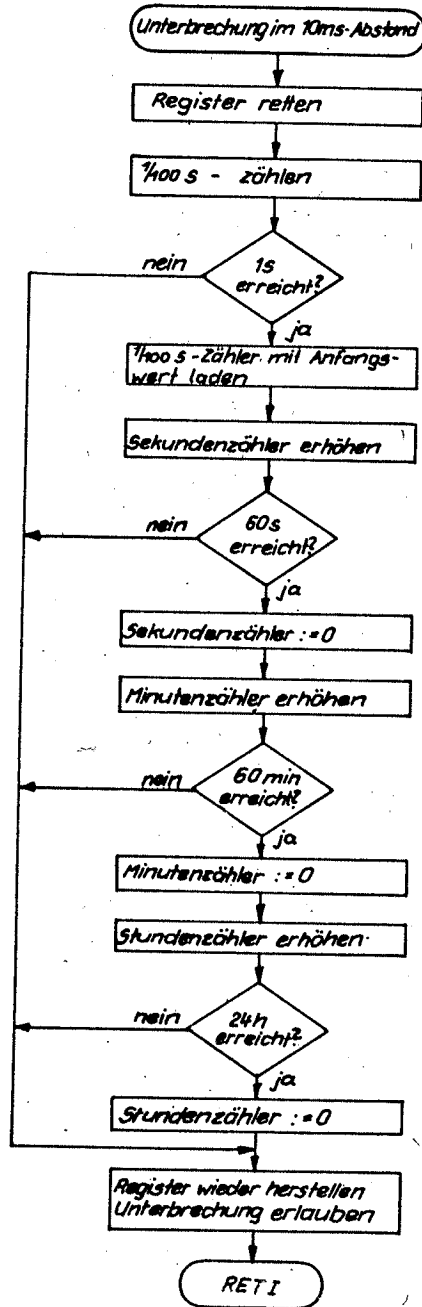 Unterbrechung im 10ms-Abstand
Register retten
1/100 s - zählen
nein
1s
erreicht?
ja
1/100 s-Zähler mit Anfangs-
wert laden
Sekundenzähler erhöhen
nein
60s
erreicht?
ja
Sekundenzähler :=0
Minutenzähler erhöhen
nein
60 min
erreicht?
ja
Minutenzähler :=0
Stundenzähler erhöhen
nein
24h
erreicht?
ja
Stundenzähler :=0
Register wieder herstellen
Unterbrechung erlauben
RETI